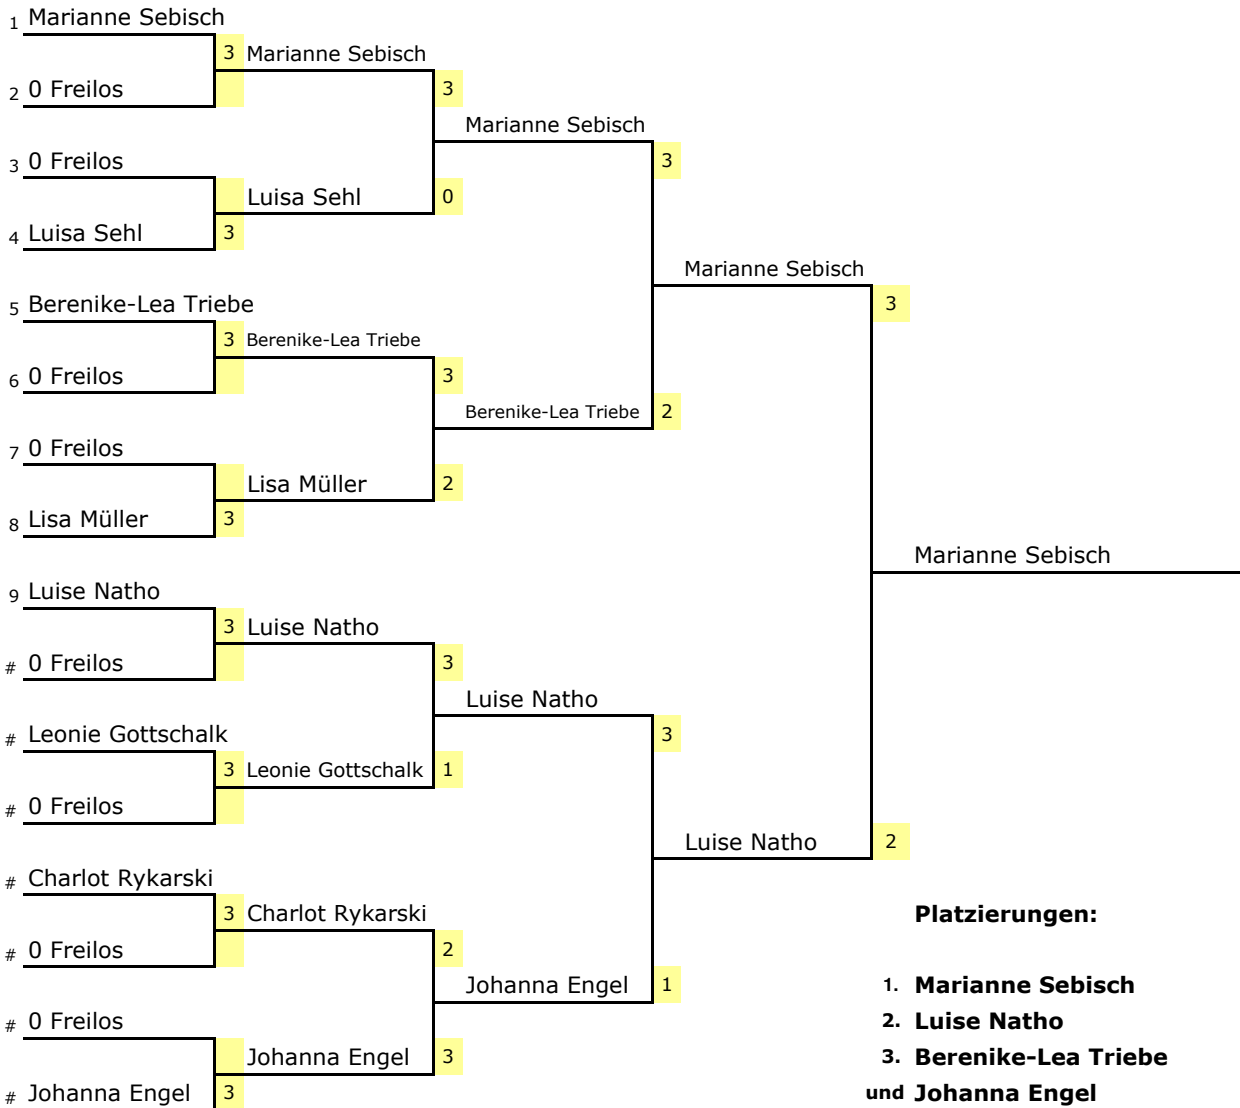 1 Marianne Sebisch
3 Marianne Sebisch
2 0 Freilos
3
Marianne Sebisch
3 0 Freilos
3
Luisa Sehl
0
4 Luisa Sehl
3
Marianne Sebisch
3
5 Berenike-Lea Triebe
3 Berenike-Lea Triebe
6 0 Freilos
3
Berenike-Lea Triebe
2
7 0 Freilos
Lisa Müller
2
8 Lisa Müller
3
Marianne Sebisch
9 Luise Natho
3 Luise Natho
# 0 Freilos
3
Luise Natho
# Leonie Gottschalk
3
3 Leonie Gottschalk
1
# 0 Freilos
Luise Natho
2
# Charlot Rykarski
3 Charlot Rykarski
Platzierungen:
# 0 Freilos
2
Johanna Engel
1
1. Marianne Sebisch
# 0 Freilos
2. Luise Natho
Johanna Engel
3
3. Berenike-Lea Triebe
# Johanna Engel
3
und Johanna Engel